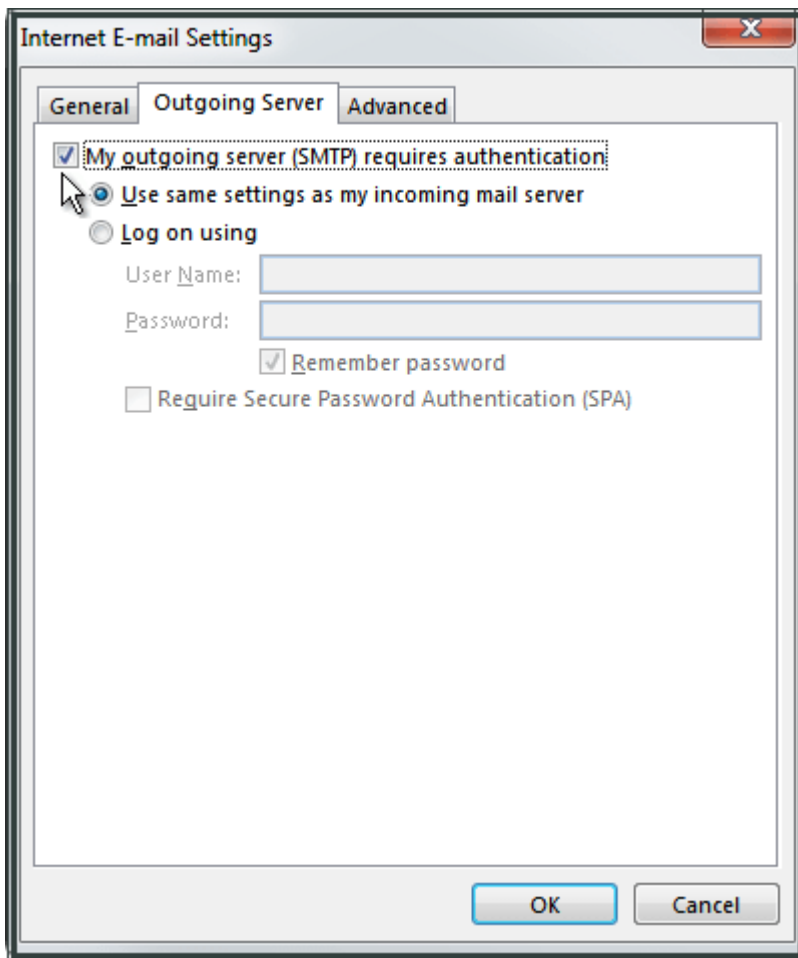 Internet E-mail Settings
General Outgoing Server Advanced
My outgoing server (SMTP) requires authentication
Use same settings as my incoming mail server
Log on using
User Name:
Password:
Remember password
Require Secure Password Authentication (SPA)
OK Cancel